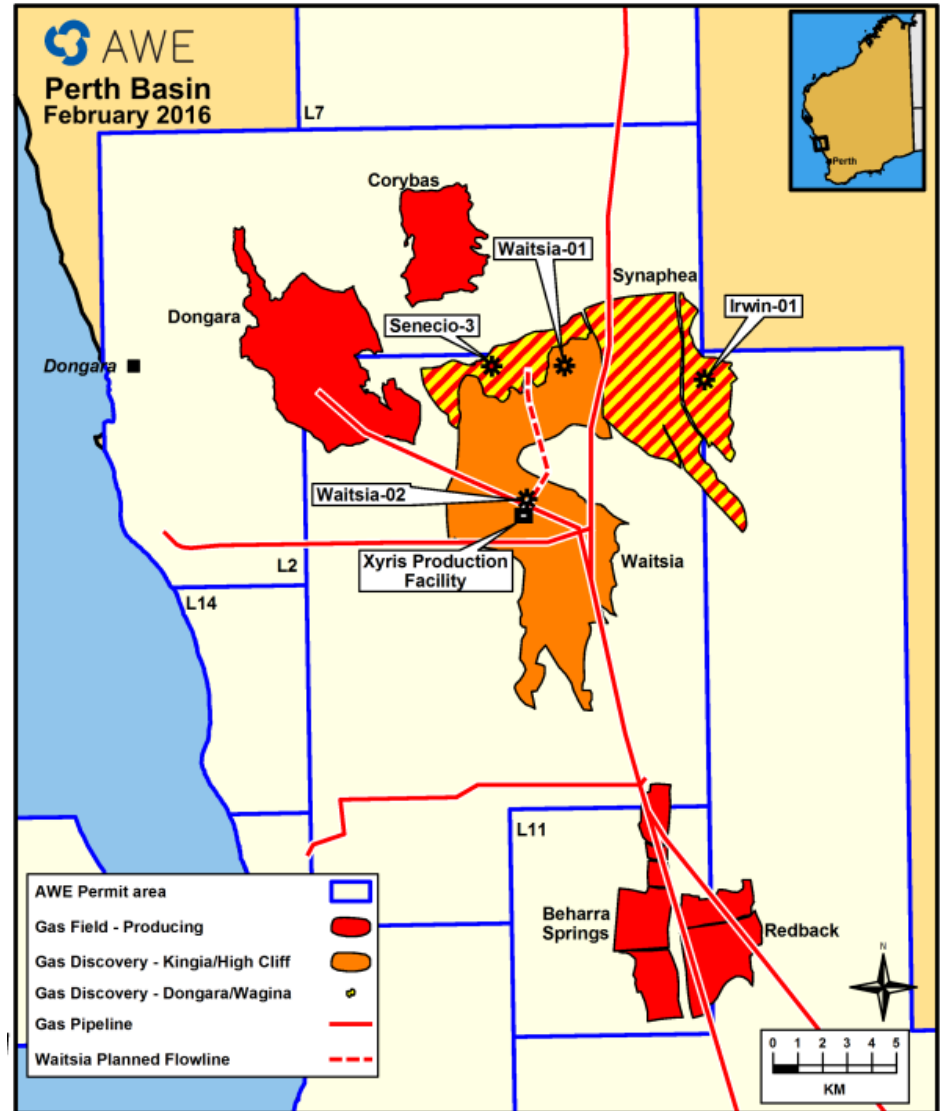 AWE
Perth Basin
February 2016
L7
Perth
Corybas
Waitsia-01
Synaphea
Irwin-01
Senecio-3
Dongara
Dongara
Waitsia-02
Xyris Production
Facility
Waitsia
L2
L14
L11
Beharra
Springs
Redback
AWE Permit area
Gas Field - Producing
Gas Discovery - Kingia/High Cliff
Gas Discovery - Dongara/Wagina
Gas Pipeline
Waitsia Planned Flowline
N
0 1 2 3 4 5
KM